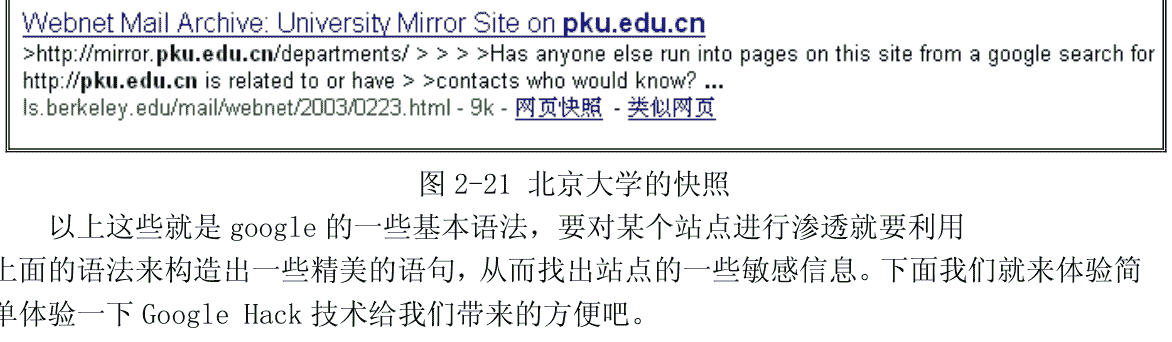 Webnet Mail Archive: University Mirror Site on pku.edu.cn
>http://mirror.pku.edu.cn/departments/ > > > >Has anyone else run into pages on this site from a google search for
http://pku.edu.cn is related to or have > >contacts who would know? ...
ls.berkeley.edu/mail/webnet/2003/0223.html - 9k - 网页快照 - 类似网页
图 2-21 北京大学的快照
以上这些就是 google 的一些基本语法，要对某个站点进行渗透就要利用
上面的语法来构造出一些精美的语句，从而找出站点的一些敏感信息。下面我们就来体验简
单体验一下 Google Hack 技术给我们带来的方便吧。